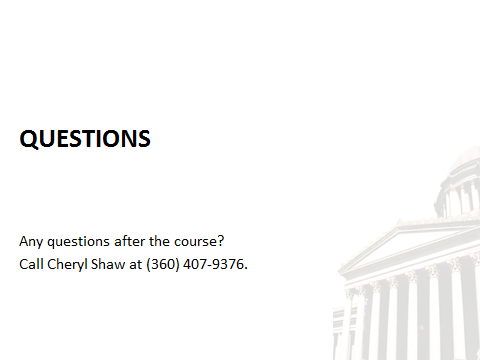 QUESTIONS
Any questions after the course?
Call Cheryl Shaw at (360) 407-9376.